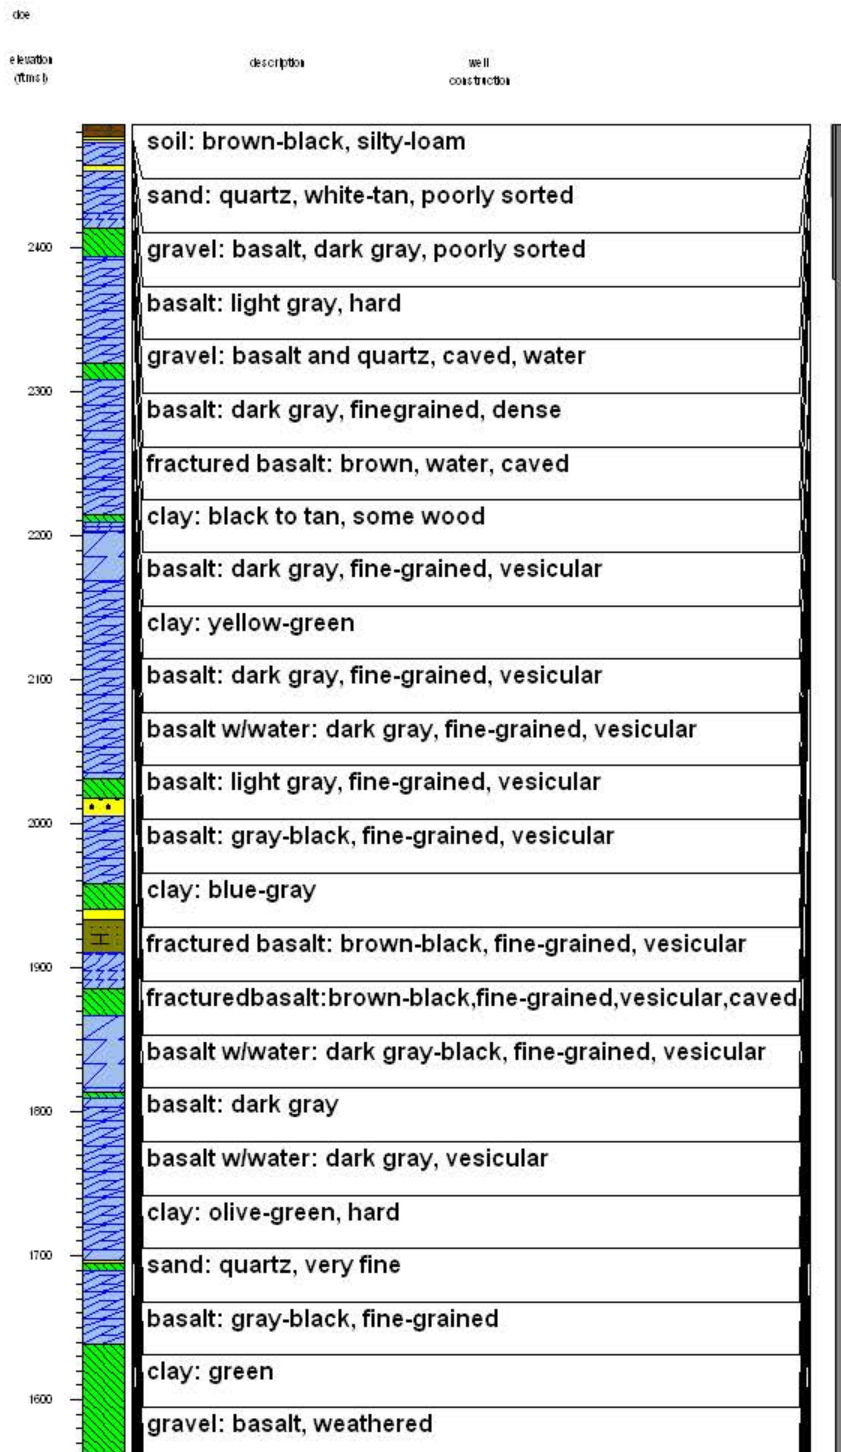 doe
elevation
(ftmsl)
description
well
construction
soil: brown-black, silty-loam
sand: quartz, white-tan, poorly sorted
2400
gravel: basalt, dark gray, poorly sorted
basalt: light gray, hard
gravel: basalt and quartz, caved, water
2300
basalt: dark gray, finegrained, dense
fractured basalt: brown, water, caved
clay: black to tan, some wood
2200
basalt: dark gray, fine-grained, vesicular
clay: yellow-green
basalt: dark gray, fine-grained, vesicular
2100
basalt w/water: dark gray, fine-grained, vesicular
basalt: light gray, fine-grained, vesicular
2000
basalt: gray-black, fine-grained, vesicular
clay: blue-gray
fractured basalt: brown-black, fine-grained, vesicular
1900
fracturedbasalt:brown-black,fine-grained,vesicular,caved
basalt w/water: dark gray-black, fine-grained, vesicular
basalt: dark gray
1800
basalt w/water: dark gray, vesicular
clay: olive-green, hard
1700
sand: quartz, very fine
basalt: gray-black, fine-grained
clay: green
1600
gravel: basalt, weathered